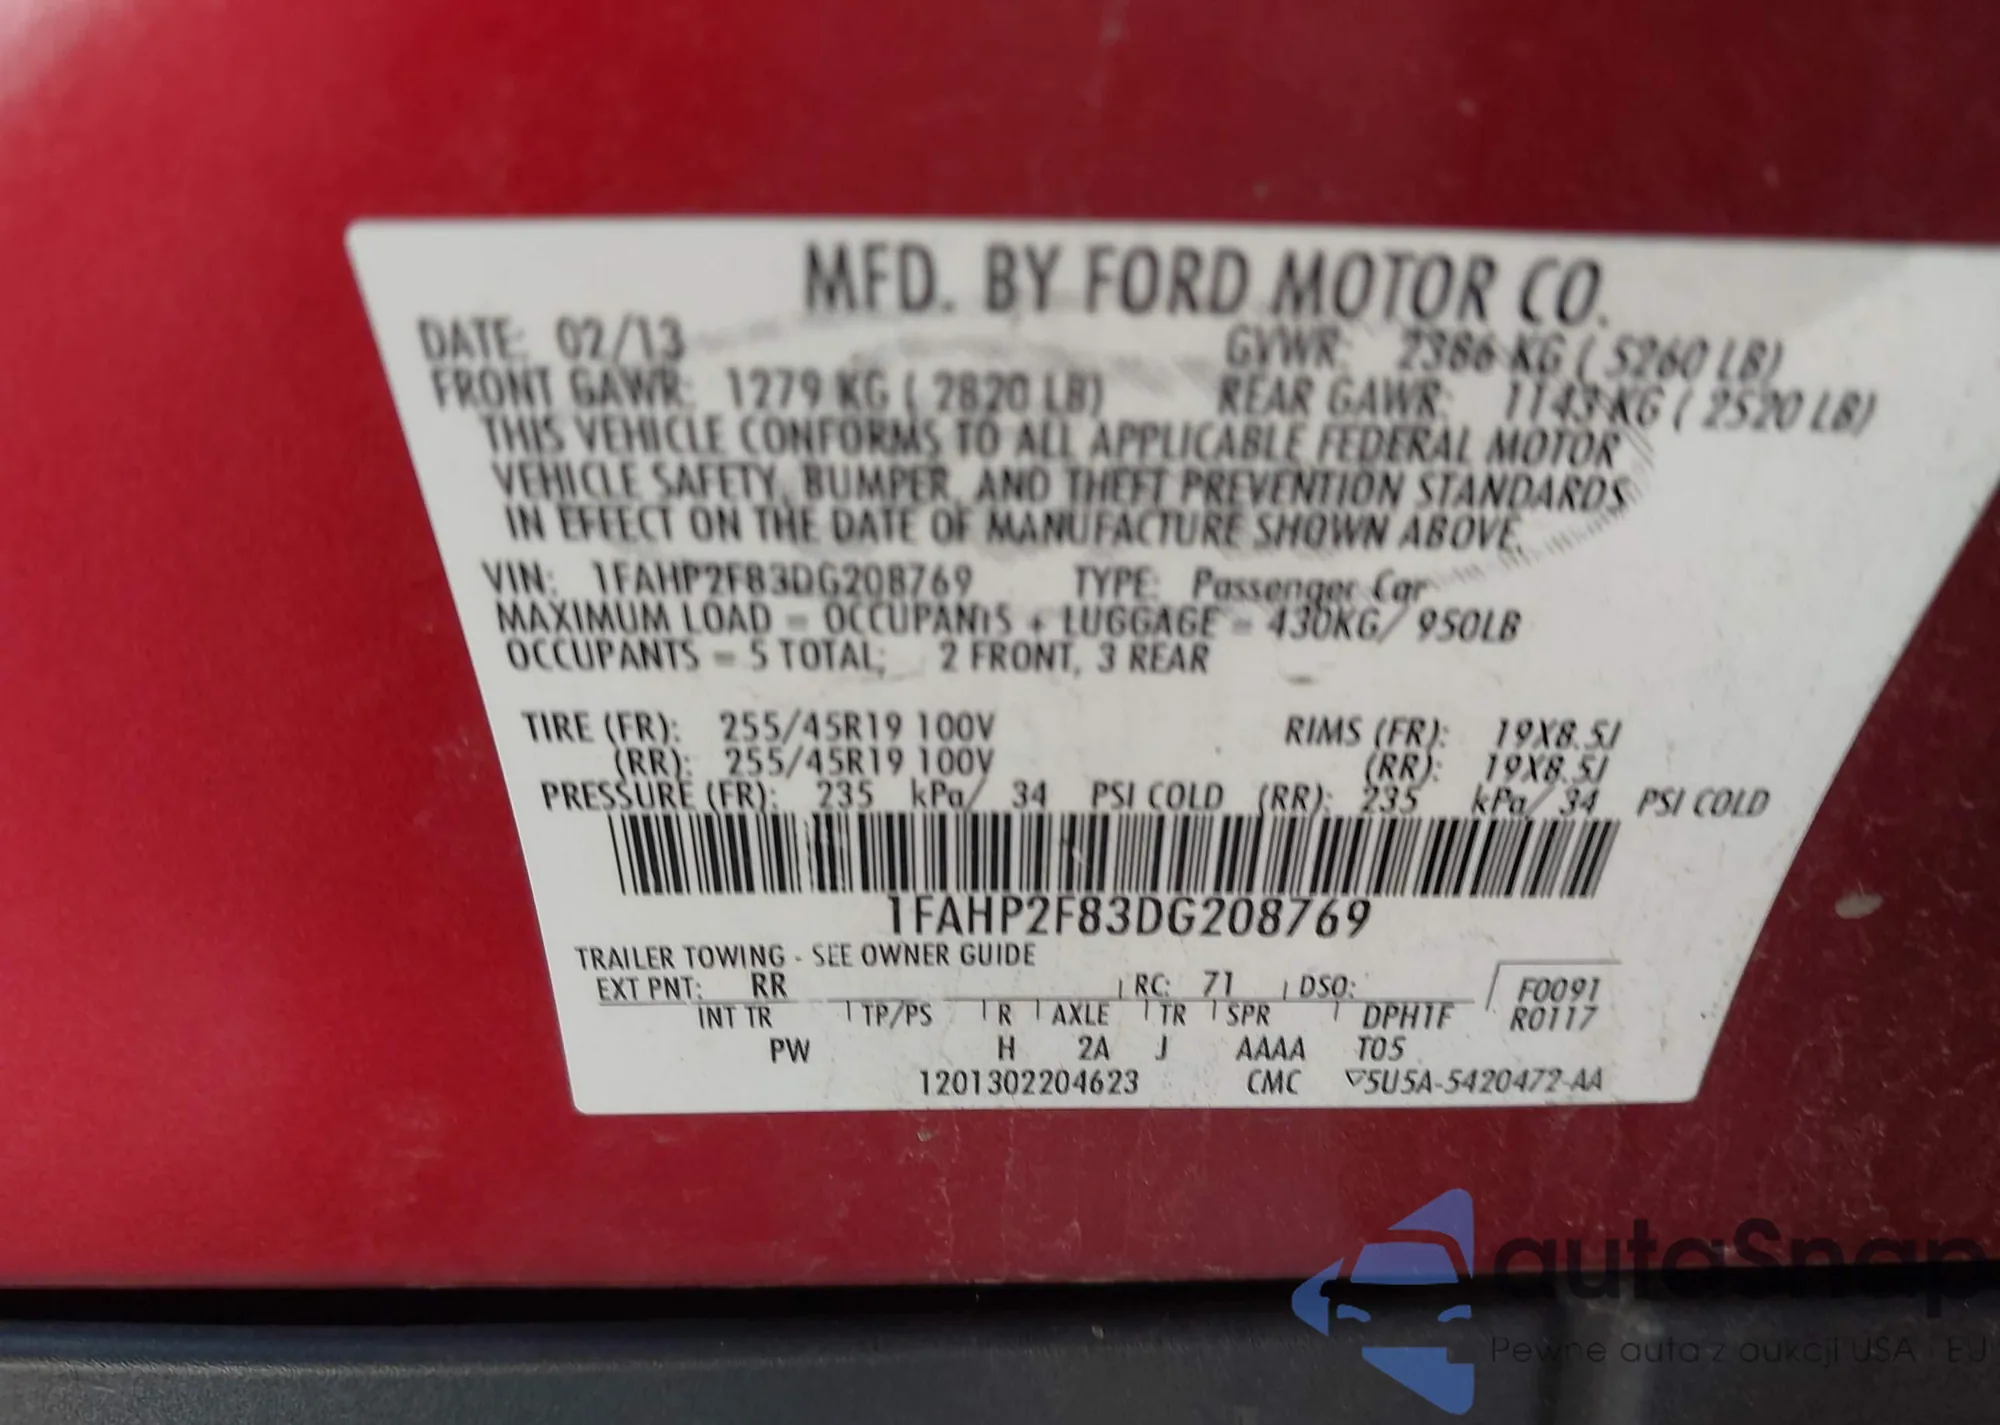 MFD. BY FORD MOTOR CO.
DATE: 02/13 GVWR: 2386 KG ( 5260 LB)
FRONT GAWR: 1279 KG ( 2820 LB) REAR GAWR: 1143 KG ( 2520 LB)
THIS VEHICLE CONFORMS TO ALL APPLICABLE FEDERAL MOTOR
VEHICLE SAFETY, BUMPER, AND THEFT PREVENTION STANDARDS
IN EFFECT ON THE DATE OF MANUFACTURE SHOWN ABOVE.
VIN: 1FAHP2F83DG208769 TYPE: Passenger Car
MAXIMUM LOAD = OCCUPANTS + LUGGAGE = 430KG/ 950LB
OCCUPANTS = 5 TOTAL; 2 FRONT, 3 REAR
TIRE (FR): 255/45R19 100V RIMS (FR): 19X8.5J
(RR): 255/45R19 100V (RR): 19X8.5J
PRESSURE (FR): 235 kPa/ 34 PSI COLD (RR): 235 kPa/ 34 PSI COLD
1FAHP2F83DG208769
TRAILER TOWING - SEE OWNER GUIDE
EXT PNT: RR RC: 71 DSO: F0091
INT TR TP/PS R AXLE TR SPR DPHTF R0117
PW H 2A J AAAA T05
1201302204623 CMC ▽5U5A-5420472-AA
autaSnap
Pewne auta z aukcji USA i EJ